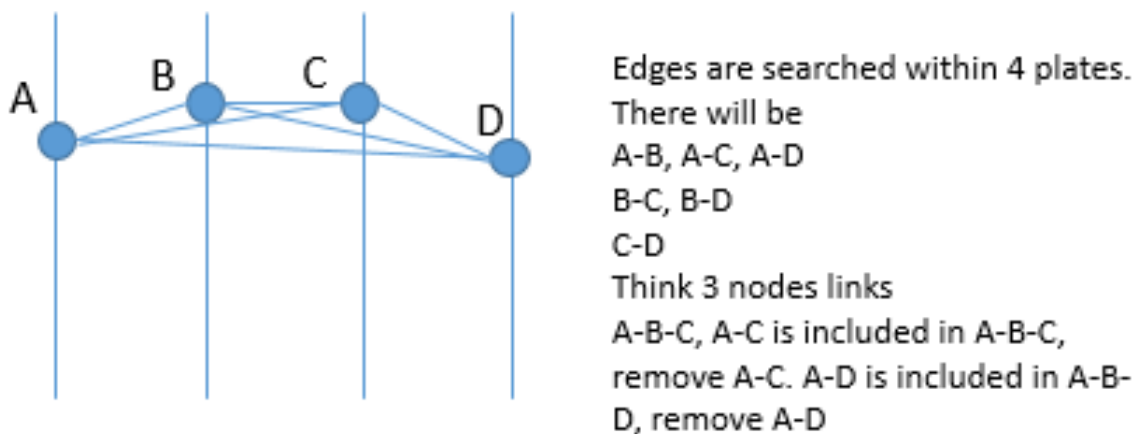 A
B
C
D
Edges are searched within 4 plates.
There will be
A-B, A-C, A-D
B-C, B-D
C-D
Think 3 nodes links
A-B-C, A-C is included in A-B-C,
remove A-C. A-D is included in A-B-
D, remove A-D